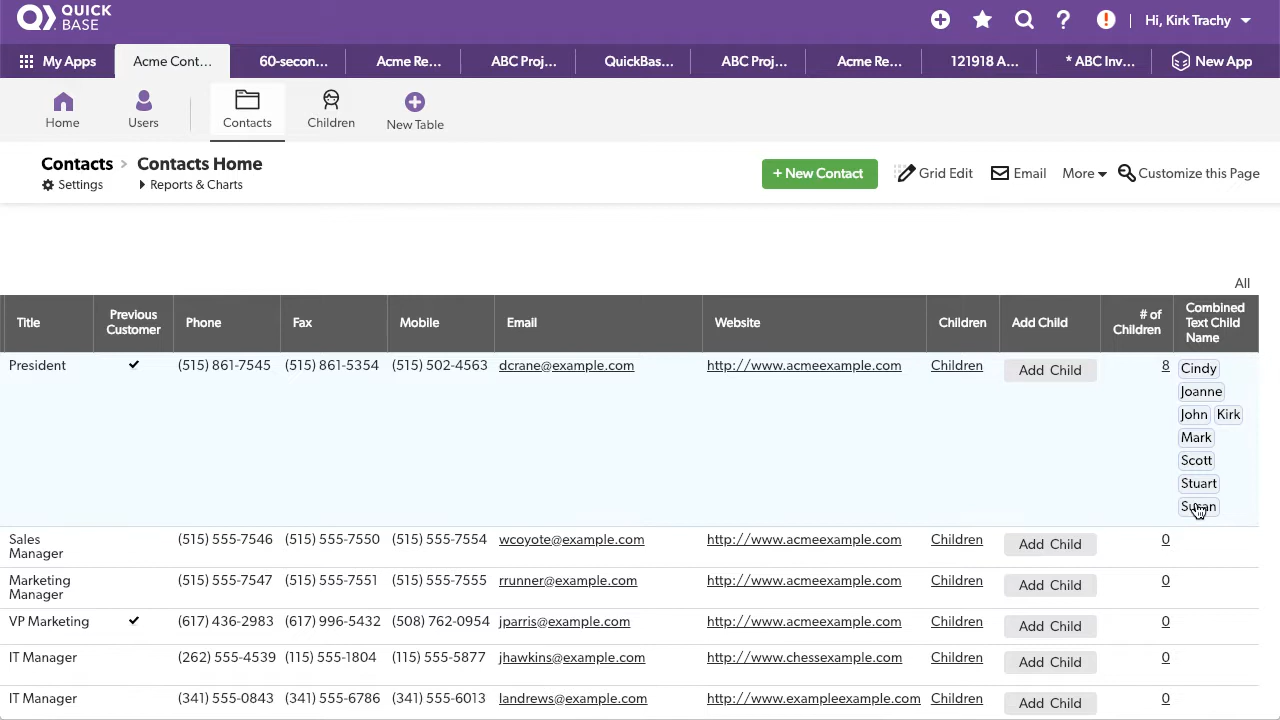 QUICK
BASE
Hi, Kirk Trachy
My Apps
Acme Cont...
60-secon...
Acme Re...
ABC Proj...
QuickBas...
ABC Proj...
Acme Re...
121918 A...
* ABC Inv...
New App
Home
Users
Contacts
Children
New Table
Contacts > Contacts Home
Settings
Reports & Charts
+ New Contact
Grid Edit
Email
More
Customize this Page
All
Title
Previous
Customer
Phone
Fax
Mobile
Email
Website
Children
Add Child
# of
Children
Combined
Text Child
Name
President (515) 861-7545 (515) 861-5354 (515) 502-4563 dcrane@example.com http://www.acmeexample.com Children Add Child 8
Cindy
Joanne
John Kirk
Mark
Scott
Stuart
Susan
Sales
Manager
(515) 555-7546 (515) 555-7550 (515) 555-7554 wcoyote@example.com http://www.acmeexample.com Children Add Child 0
Marketing
Manager
(515) 555-7547 (515) 555-7551 (515) 555-7555 rrunner@example.com http://www.acmeexample.com Children Add Child 0
VP Marketing (617) 436-2983 (617) 996-5432 (508) 762-0954 jparris@example.com http://www.acmeexample.com Children Add Child 0
IT Manager (262) 555-4539 (115) 555-1804 (115) 555-5877 jhawkins@example.com http://www.chessexample.com Children Add Child 0
IT Manager (341) 555-0843 (341) 555-6786 (341) 555-6013 landrews@example.com http://www.exampleexample.com Children Add Child 0